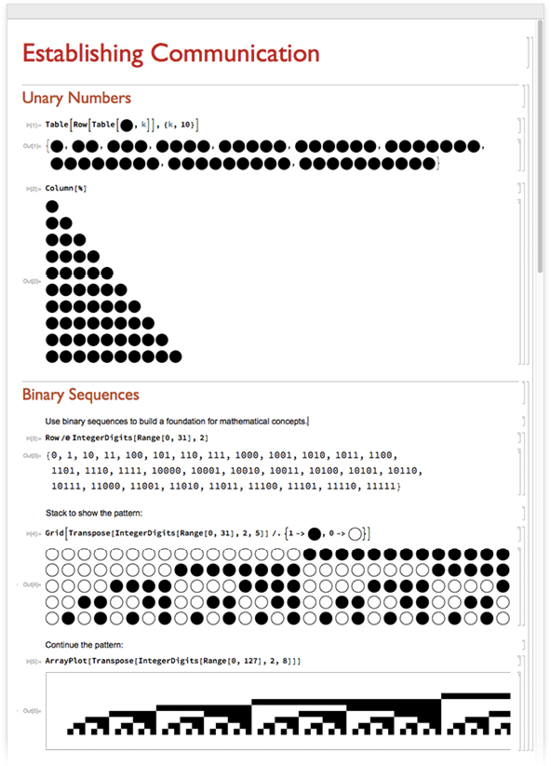 Establishing Communication
Unary Numbers
In[1]:= Table[Row[Table[●, k]], {k, 10}]
Out[1]= {●, ●●, ●●●, ●●●●, ●●●●●, ●●●●●●, ●●●●●●●,
●●●●●●●●, ●●●●●●●●●, ●●●●●●●●●●}
In[2]:= Column[%]
Out[2]=
Binary Sequences
Use binary sequences to build a foundation for mathematical concepts.
In[3]:= Row /@ IntegerDigits[Range[0, 31], 2]
Out[3]= {0, 1, 10, 11, 100, 101, 110, 111, 1000, 1001, 1010, 1011, 1100,
1101, 1110, 1111, 10000, 10001, 10010, 10011, 10100, 10101, 10110,
10111, 11000, 11001, 11010, 11011, 11100, 11101, 11110, 11111}
Stack to show the pattern:
In[4]:= Grid[Transpose[IntegerDigits[Range[0, 31], 2, 5]] /. {1 -> ●, 0 -> ○}]
Out[4]=
Continue the pattern:
In[5]:= ArrayPlot[Transpose[IntegerDigits[Range[0, 127], 2, 8]]]
Out[5]=